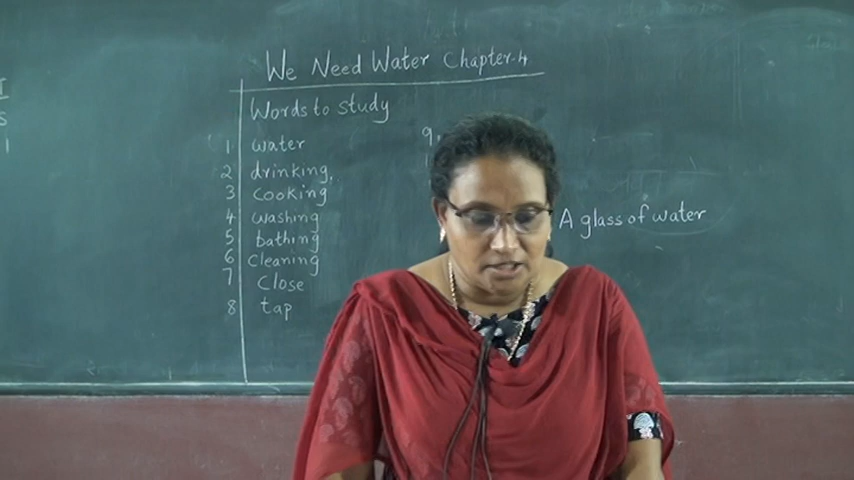 We Need Water Chapter-4
Words to study
1 water
2 drinking,
3 cooking
4 washing
5 bathing
6 cleaning
7 close
8 tap
9.
A glass of water